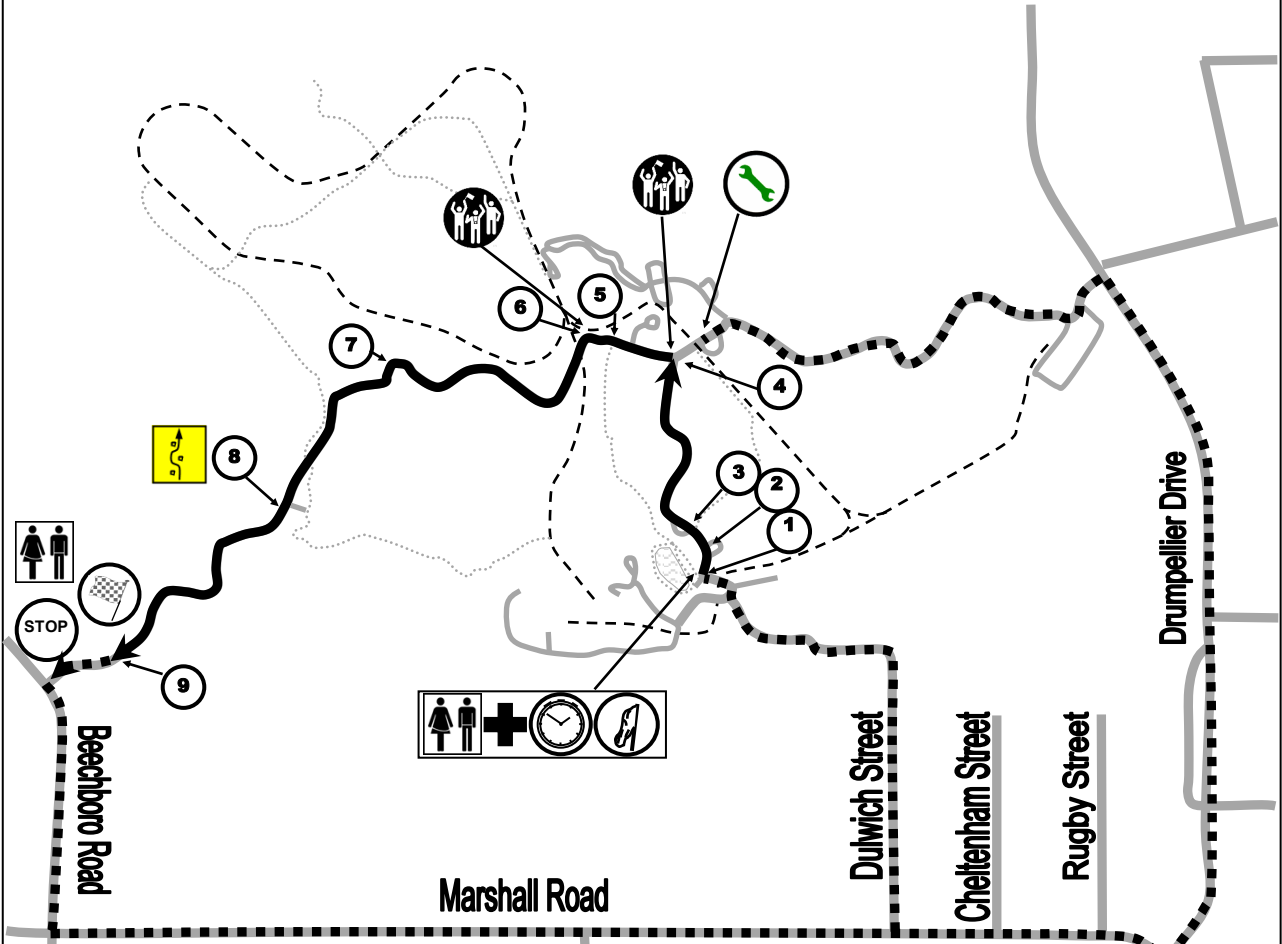 5
6
7
4
8
3
2
1
STOP
9
Drumpellier Drive
Beechboro Road
Dulwich Street
Cheltenham Street
Rugby Street
Marshall Road